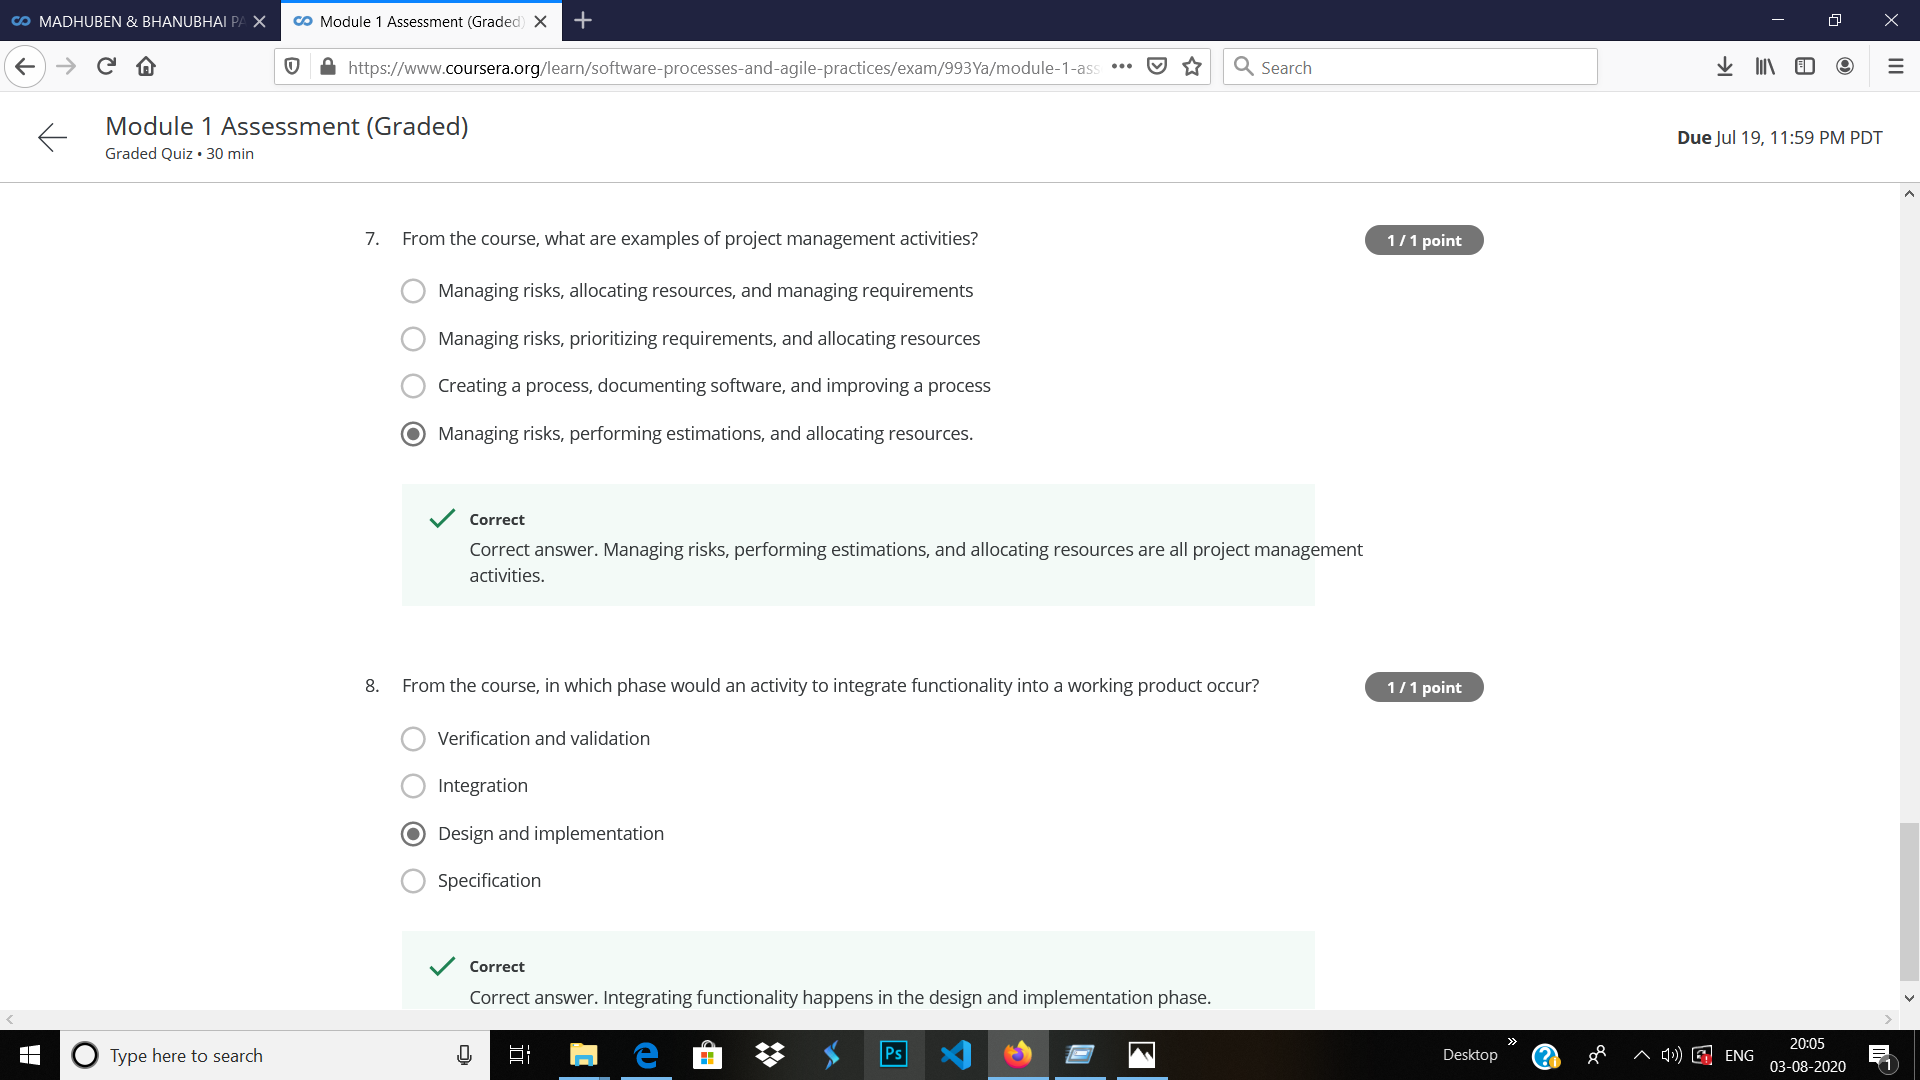 MADHUBEN & BHANUBHAI PA
Module 1 Assessment (Graded)
https://www.coursera.org/learn/software-processes-and-agile-practices/exam/993Ya/module-1-ass
Search
Module 1 Assessment (Graded)
Graded Quiz • 30 min
Due Jul 19, 11:59 PM PDT
7. From the course, what are examples of project management activities?
1 / 1 point
Managing risks, allocating resources, and managing requirements
Managing risks, prioritizing requirements, and allocating resources
Creating a process, documenting software, and improving a process
Managing risks, performing estimations, and allocating resources.
Correct
Correct answer. Managing risks, performing estimations, and allocating resources are all project management
activities.
8. From the course, in which phase would an activity to integrate functionality into a working product occur?
1 / 1 point
Verification and validation
Integration
Design and implementation
Specification
Correct
Correct answer. Integrating functionality happens in the design and implementation phase.
Type here to search
Ps
Desktop
ENG
20:05
03-08-2020
1